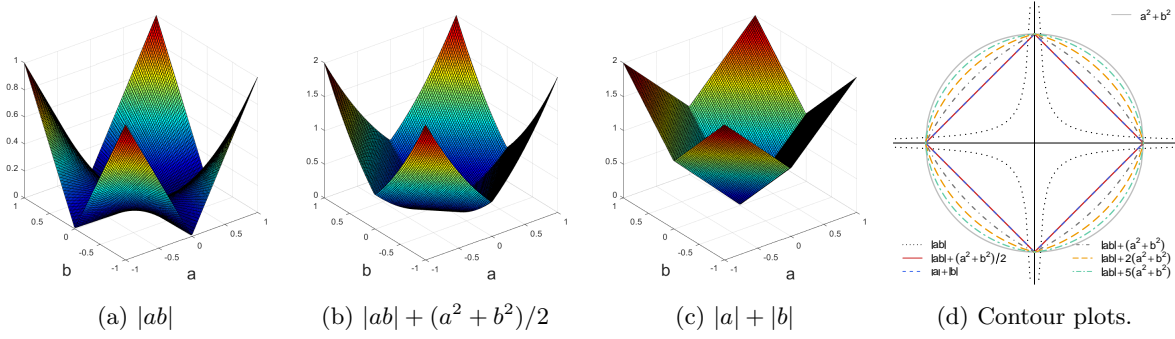 1
0.8
0.6
0.4
0.2
0
1
0.5
0
-0.5
-1
b
-1
-0.5
0
0.5
1
a
(a) |ab|
2
1.5
1
0.5
0
1
0.5
0
-0.5
-1
b
-1
-0.5
0
0.5
1
a
(b) |ab| + (a² + b²)/2
2
1.5
1
0.5
0
1
0.5
0
-0.5
-1
b
-1
-0.5
0
0.5
1
a
(c) |a| + |b|
a²+b²
|ab|
|ab|+(a²+b²)/2
|a|+|b|
|ab|+(a²+b²)
|ab|+2(a²+b²)
|ab|+5(a²+b²)
(d) Contour plots.